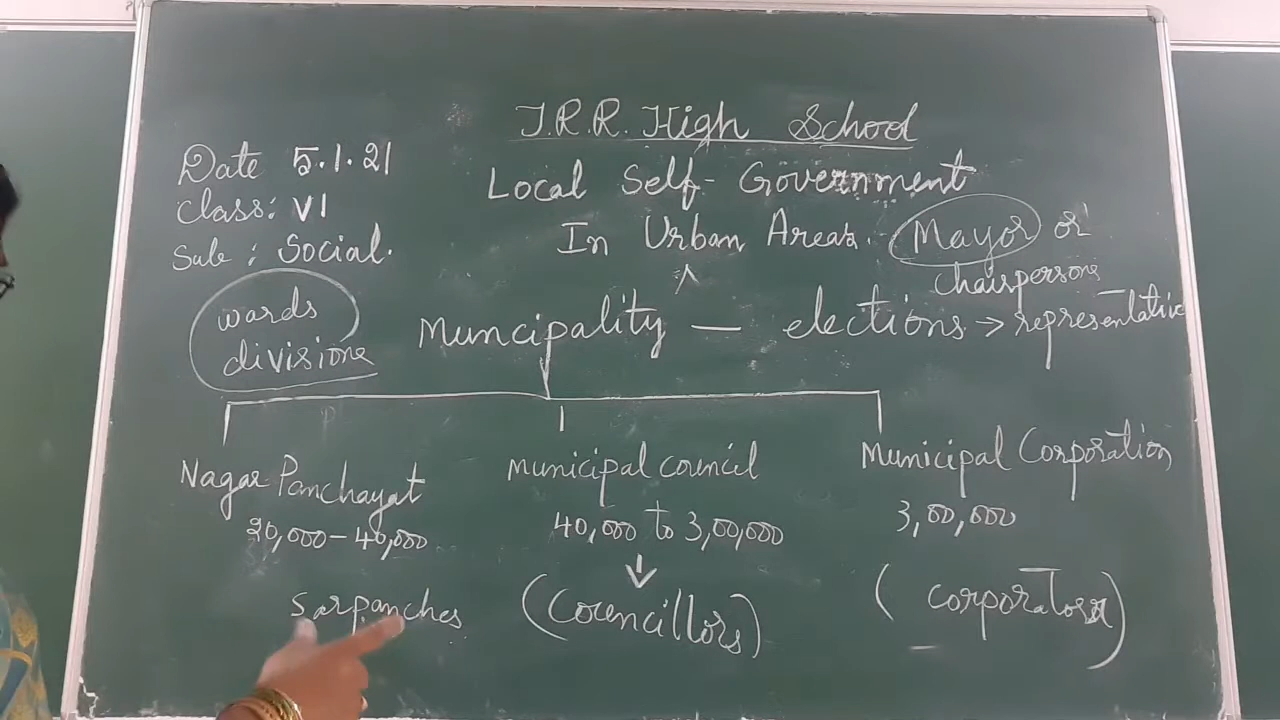 T.R.R. High School
Date 5.1.21
Class: VI
Sub: Social.
Local Self-Government
In Urban Areas.
Mayor or
chairpersons
wards
divisions
Muncipality — elections → representative
Nagar Panchayat
20,000-40,000
Sarpanches
Municipal council
40,000 to 3,00,000
(Councillors)
Municipal Corporation
3,00,000
(corporators)